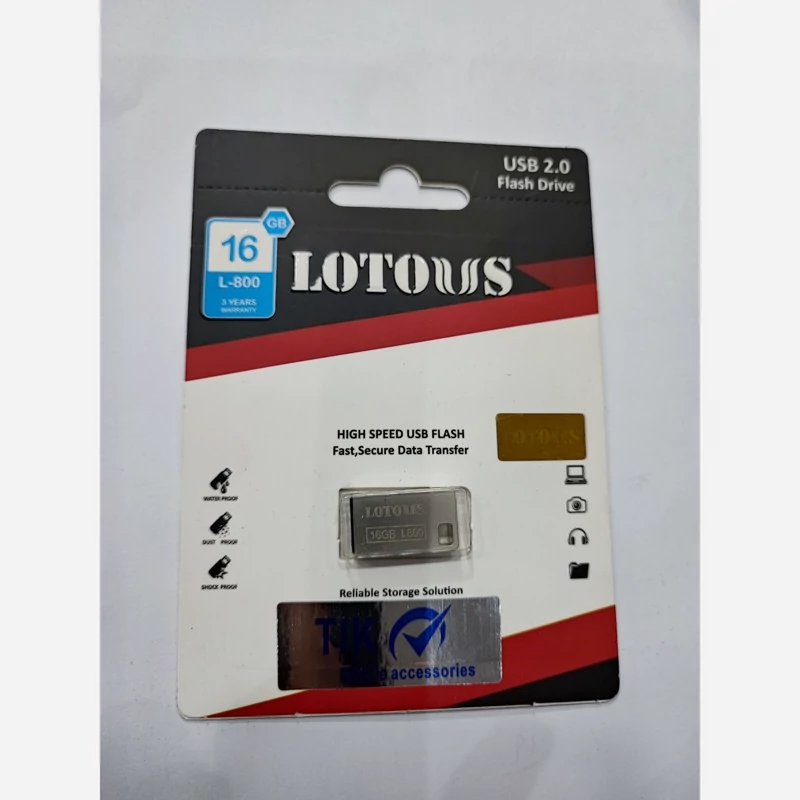 USB 2.0
Flash Drive
GB
16
L-800
3 YEARS
WARRANTY
LOTOUS
HIGH SPEED USB FLASH
Fast,Secure Data Transfer
LOTOUS
WATER PROOF
DUST PROOF
SHOCK PROOF
LOTOUS
16GB L800
Reliable Storage Solution
TIK
accessories